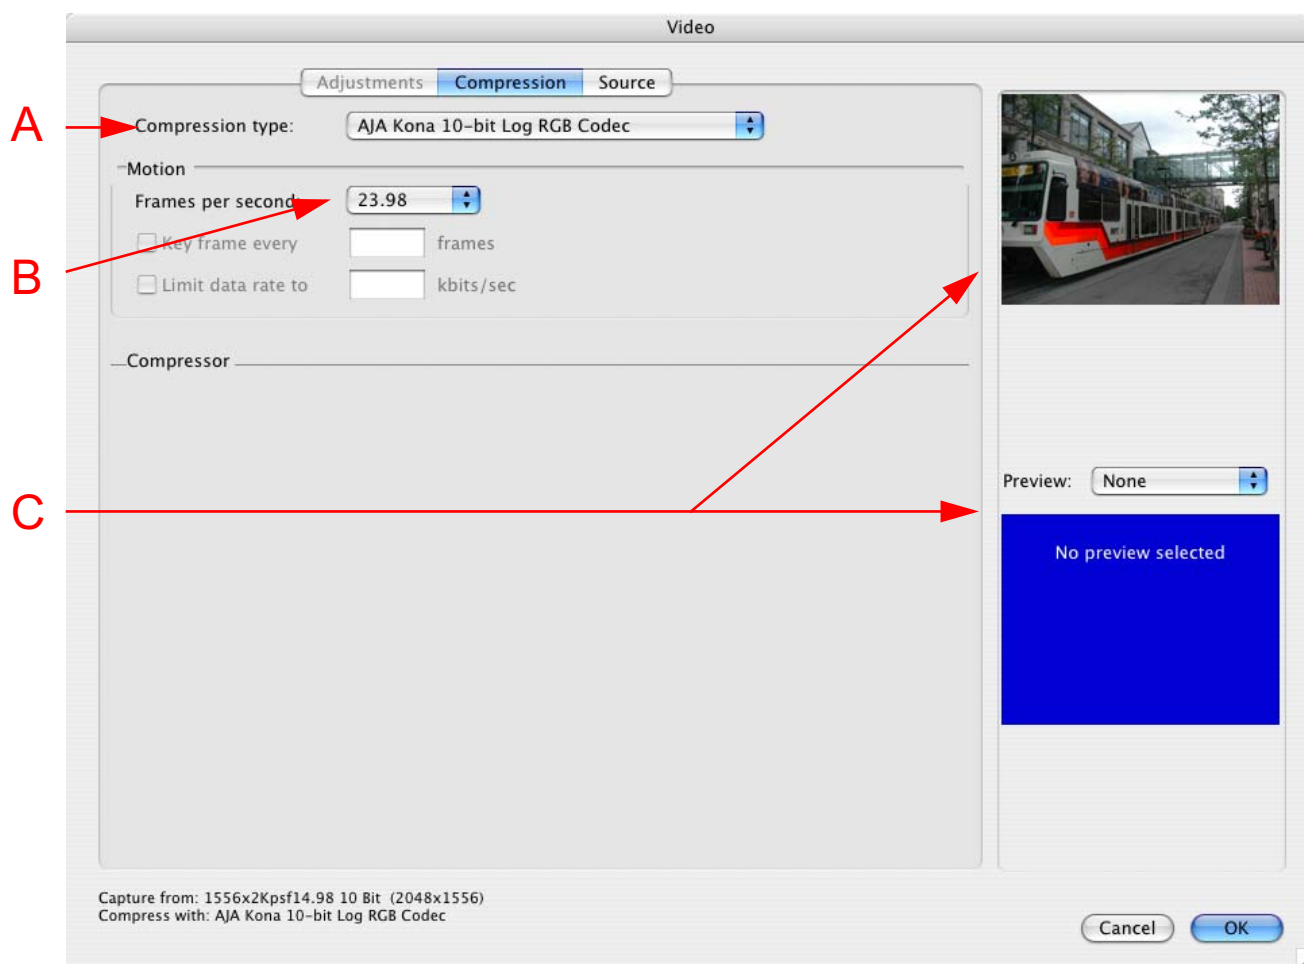 Video
Adjustments Compression Source
A
Compression type: AJA Kona 10-bit Log RGB Codec
Motion
Frames per second: 23.98
Key frame every frames
B
Limit data rate to kbits/sec
Compressor
Preview: None
C
No preview selected
Capture from: 1556x2Kpsf14.98 10 Bit (2048x1556)
Compress with: AJA Kona 10-bit Log RGB Codec
Cancel OK